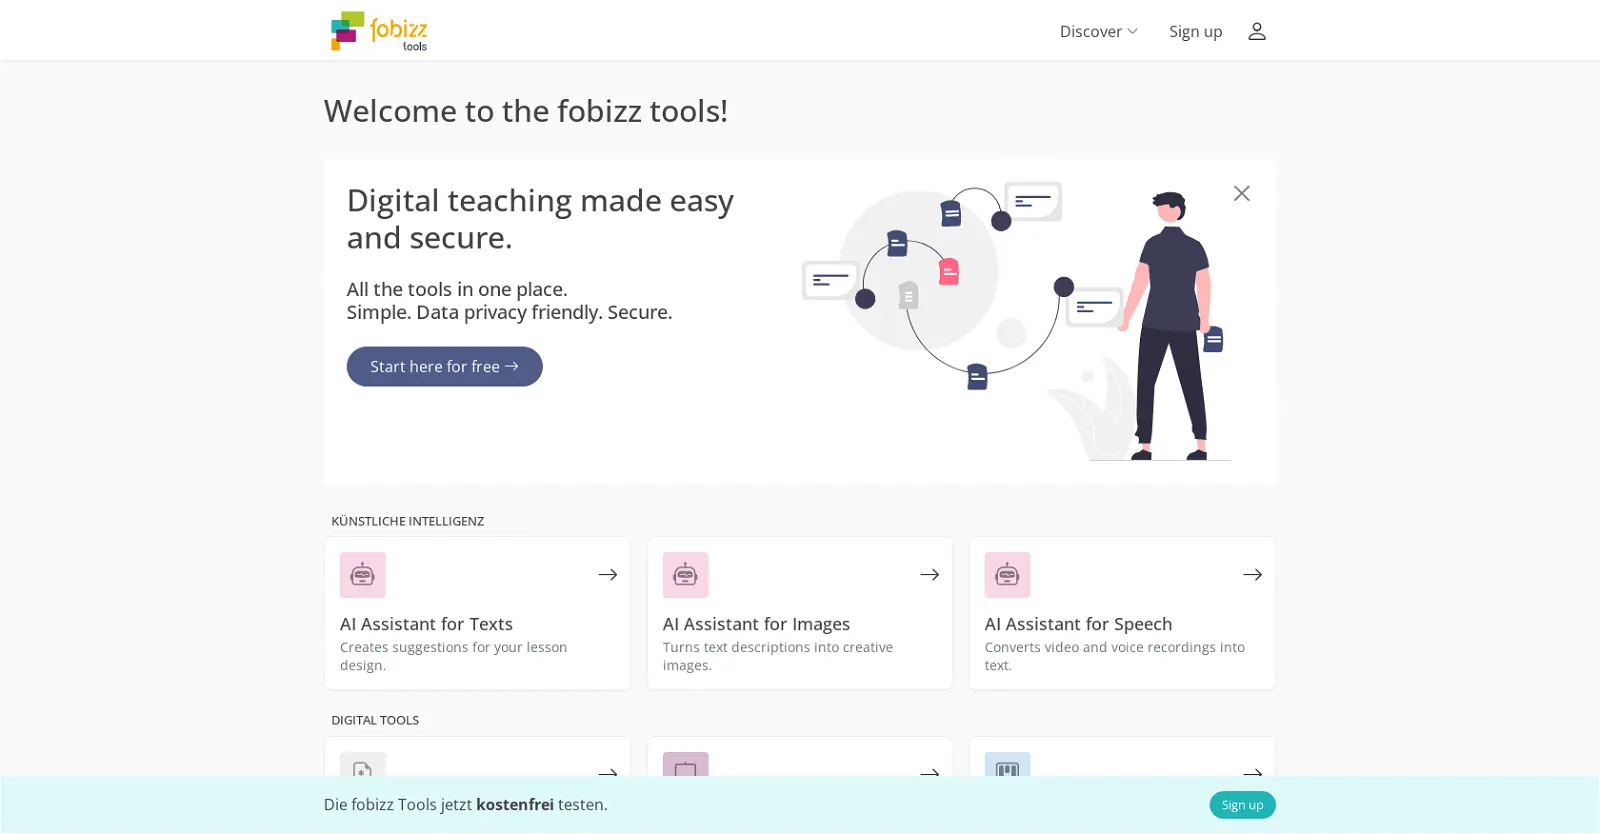 fobizz
tools
Discover
Sign up
Welcome to the fobizz tools!
Digital teaching made easy
and secure.
All the tools in one place.
Simple. Data privacy friendly. Secure.
Start here for free →
KÜNSTLICHE INTELLIGENZ
AI Assistant for Texts
Creates suggestions for your lesson
design.
AI Assistant for Images
Turns text descriptions into creative
images.
AI Assistant for Speech
Converts video and voice recordings into
text.
DIGITAL TOOLS
Die fobizz Tools jetzt kostenfrei testen.
Sign up